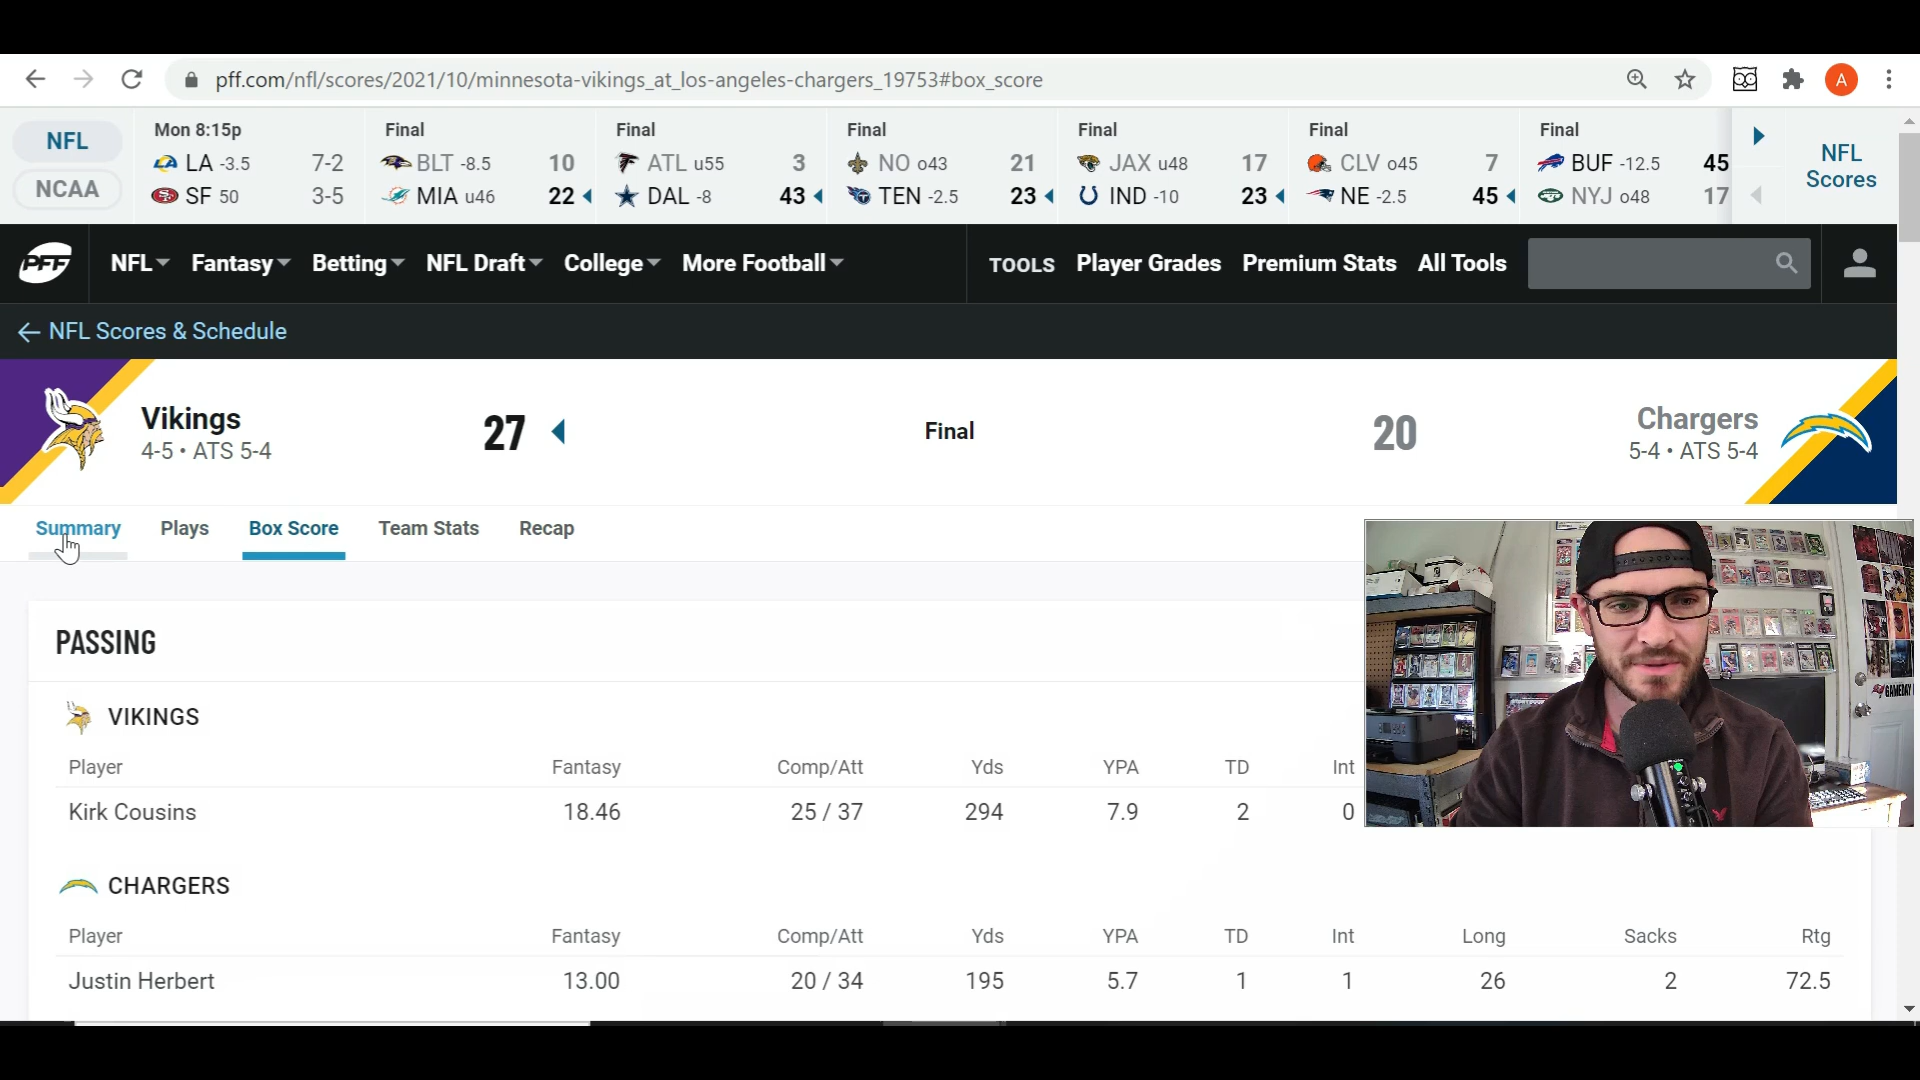 pff.com/nfl/scores/2021/10/minnesota-vikings_at_los-angeles-chargers_19753#box_score
A
NFL
NCAA
Mon 8:15p
LA -3.5 7-2
SF 50 3-5
Final
BLT -8.5 10
MIA u46 22
Final
ATL u55 3
DAL -8 43
Final
NO o43 21
TEN -2.5 23
Final
JAX u48 17
IND -10 23
Final
CLV o45 7
NE -2.5 45
Final
BUF -12.5 45
NYJ o48 17
NFL
Scores
PFF
NFL Fantasy Betting NFL Draft College More Football
TOOLS Player Grades Premium Stats All Tools
NFL Scores & Schedule
Vikings
4-5 • ATS 5-4
27
Final
20
Chargers
5-4 • ATS 5-4
Summary Plays Box Score Team Stats Recap
PASSING
VIKINGS
Player Fantasy Comp/Att Yds YPA TD Int
Kirk Cousins 18.46 25 / 37 294 7.9 2 0
CHARGERS
Player Fantasy Comp/Att Yds YPA TD Int Long Sacks Rtg
Justin Herbert 13.00 20 / 34 195 5.7 1 1 26 2 72.5
GAMEDAY